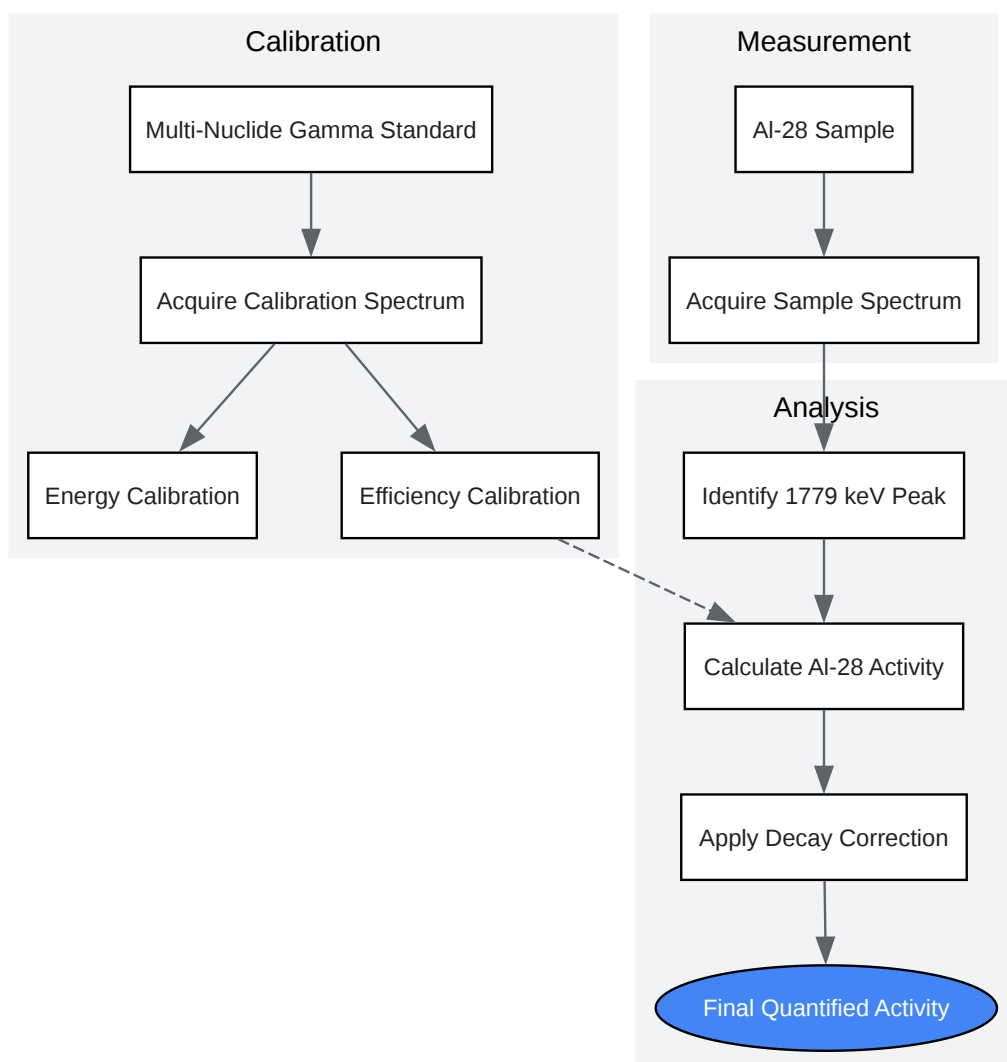 Calibration
Multi-Nuclide Gamma Standard
Acquire Calibration Spectrum
Energy Calibration
Efficiency Calibration
Measurement
Al-28 Sample
Acquire Sample Spectrum
Analysis
Identify 1779 keV Peak
Calculate Al-28 Activity
Apply Decay Correction
Final Quantified Activity